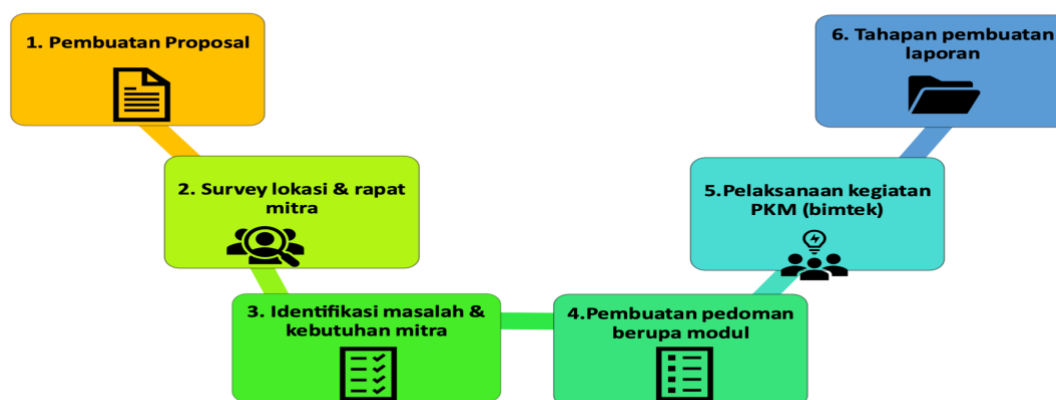 1. Pembuatan Proposal
2. Survey lokasi & rapat
mitra
3. Identifikasi masalah &
kebutuhan mitra
4.Pembuatan pedoman
berupa modul
5.Pelaksanaan kegiatan
PKM (bimtek)
6. Tahapan pembuatan
laporan